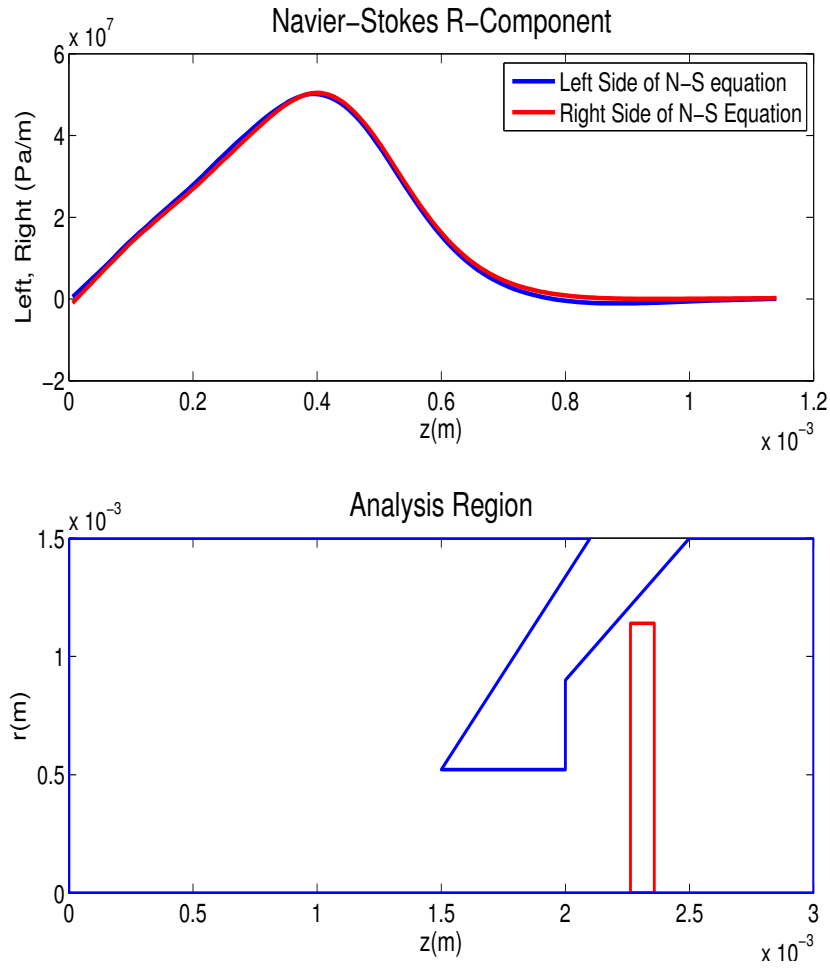 Navier−Stokes R−Component
x 10⁷
6
4
2
0
−2
Left, Right (Pa/m)
Left Side of N−S equation
Right Side of N−S Equation
0 0.2 0.4 0.6 0.8 1 1.2
z(m)
x 10⁻³
Analysis Region
x 10⁻³
1.5
1
0.5
0
r(m)
0 0.5 1 1.5 2 2.5 3
z(m)
x 10⁻³